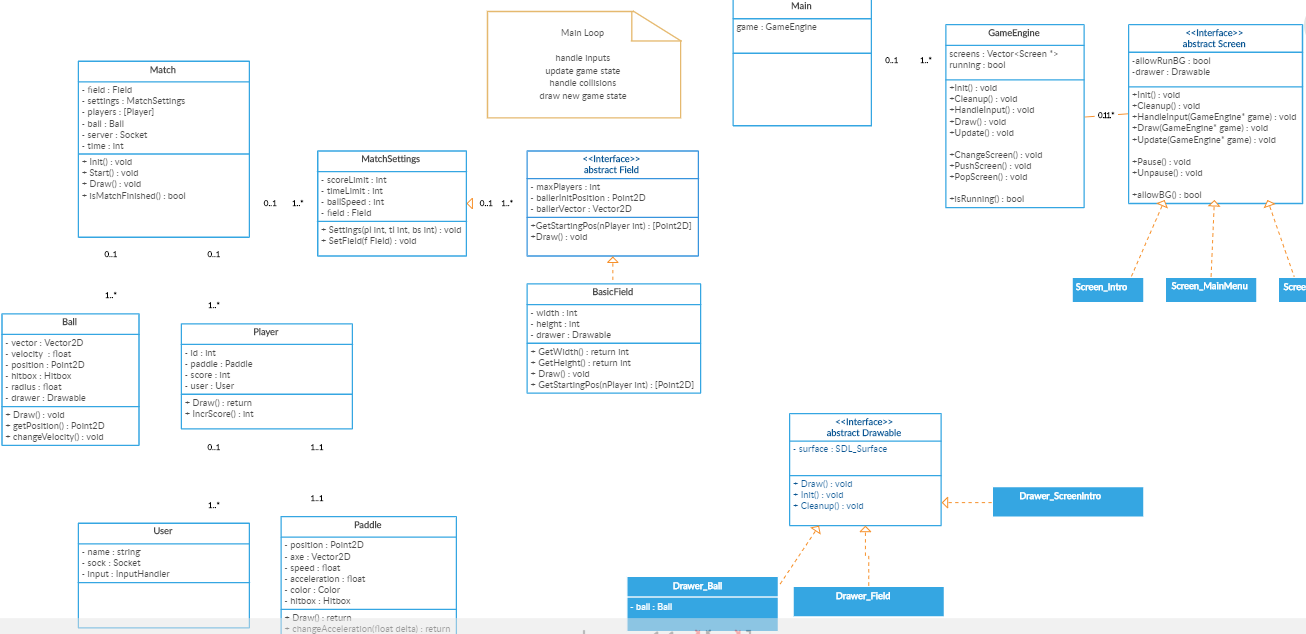 Main
game : GameEngine
Main Loop
handle inputs
update game state
handle collisions
draw new game state
GameEngine
screens : Vector<Screen *>
running : bool
+Init() : void
+Cleanup() : void
+HandleInput() : void
+Draw() : void
+Update() : void
+ChangeScreen() : void
+PushScreen() : void
+PopScreen() : void
+isRunning() : bool
<<Interface>>
abstract Screen
-allowRunBG : bool
-drawer : Drawable
+Init() : void
+Cleanup() : void
+HandleInput(GameEngine* game) : void
+Draw(GameEngine* game) : void
+Update(GameEngine* game) : void
+Pause() : void
+Unpause() : void
+allowBG() : bool
0..1
1..*
Match
- field : Field
- settings : MatchSettings
- players : [Player]
- ball : Ball
- server : Socket
- time : int
+ Init() : void
+ Start() : void
+ Draw() : void
+ isMatchFinished() : bool
MatchSettings
- scoreLimit : int
- timeLimit : int
- ballSpeed : int
- field : Field
+ Settings(pl int, tl int, bs int) : void
+ SetField(f Field) : void
<<Interface>>
abstract Field
- maxPlayers : int
- ballerInitPosition : Point2D
- ballerVector : Vector2D
+GetStartingPos(nPlayer int) : [Point2D]
+Draw() : void
0..1
1..*
0..1
1..*
0..1
0..1
1..*
1..*
Screen_Intro
Screen_MainMenu
Scree
BasicField
- width : int
- height : int
- drawer : Drawable
+ GetWidth() : return int
+ GetHeight() : return int
+ Draw() : void
+ GetStartingPos(nPlayer int) : [Point2D]
Ball
- vector : Vector2D
- velocity : float
- position : Point2D
- hitbox : Hitbox
- radius : float
- drawer : Drawable
+ Draw() : void
+ getPosition() : Point2D
+ changeVelocity() : void
Player
- id : int
- paddle : Paddle
- score : int
- user : User
+ Draw() : return
+ IncrScore() : int
0..1
1..1
1..*
1..1
<<Interface>>
abstract Drawable
- surface : SDL_Surface
+ Draw() : void
+ Init() : void
+ Cleanup() : void
Drawer_ScreenIntro
User
- name : string
- sock : Socket
- input : InputHandler
Paddle
- position : Point2D
- axe : Vector2D
- speed : float
- acceleration : float
- color : Color
- hitbox : Hitbox
+ Draw() : return
+ changeAcceleration(float delta) : return
Drawer_Ball
- ball : Ball
Drawer_Field